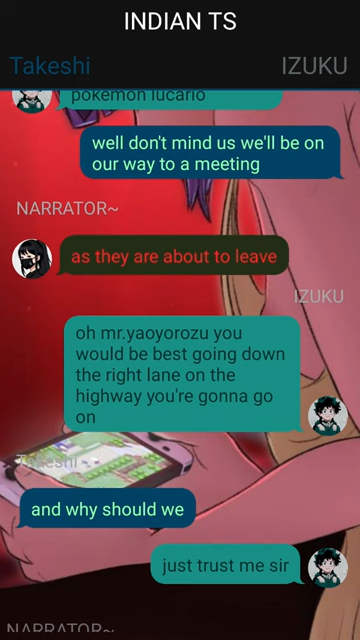 INDIAN TS
Takeshi
IZUKU
pokemon lucario
well don't mind us we'll be on
our way to a meeting
NARRATOR~
as they are about to leave
IZUKU
oh mr.yaoyorozu you
would be best going down
the right lane on the
highway you're gonna go
on
Takeshi
and why should we
just trust me sir
NARRATOR~